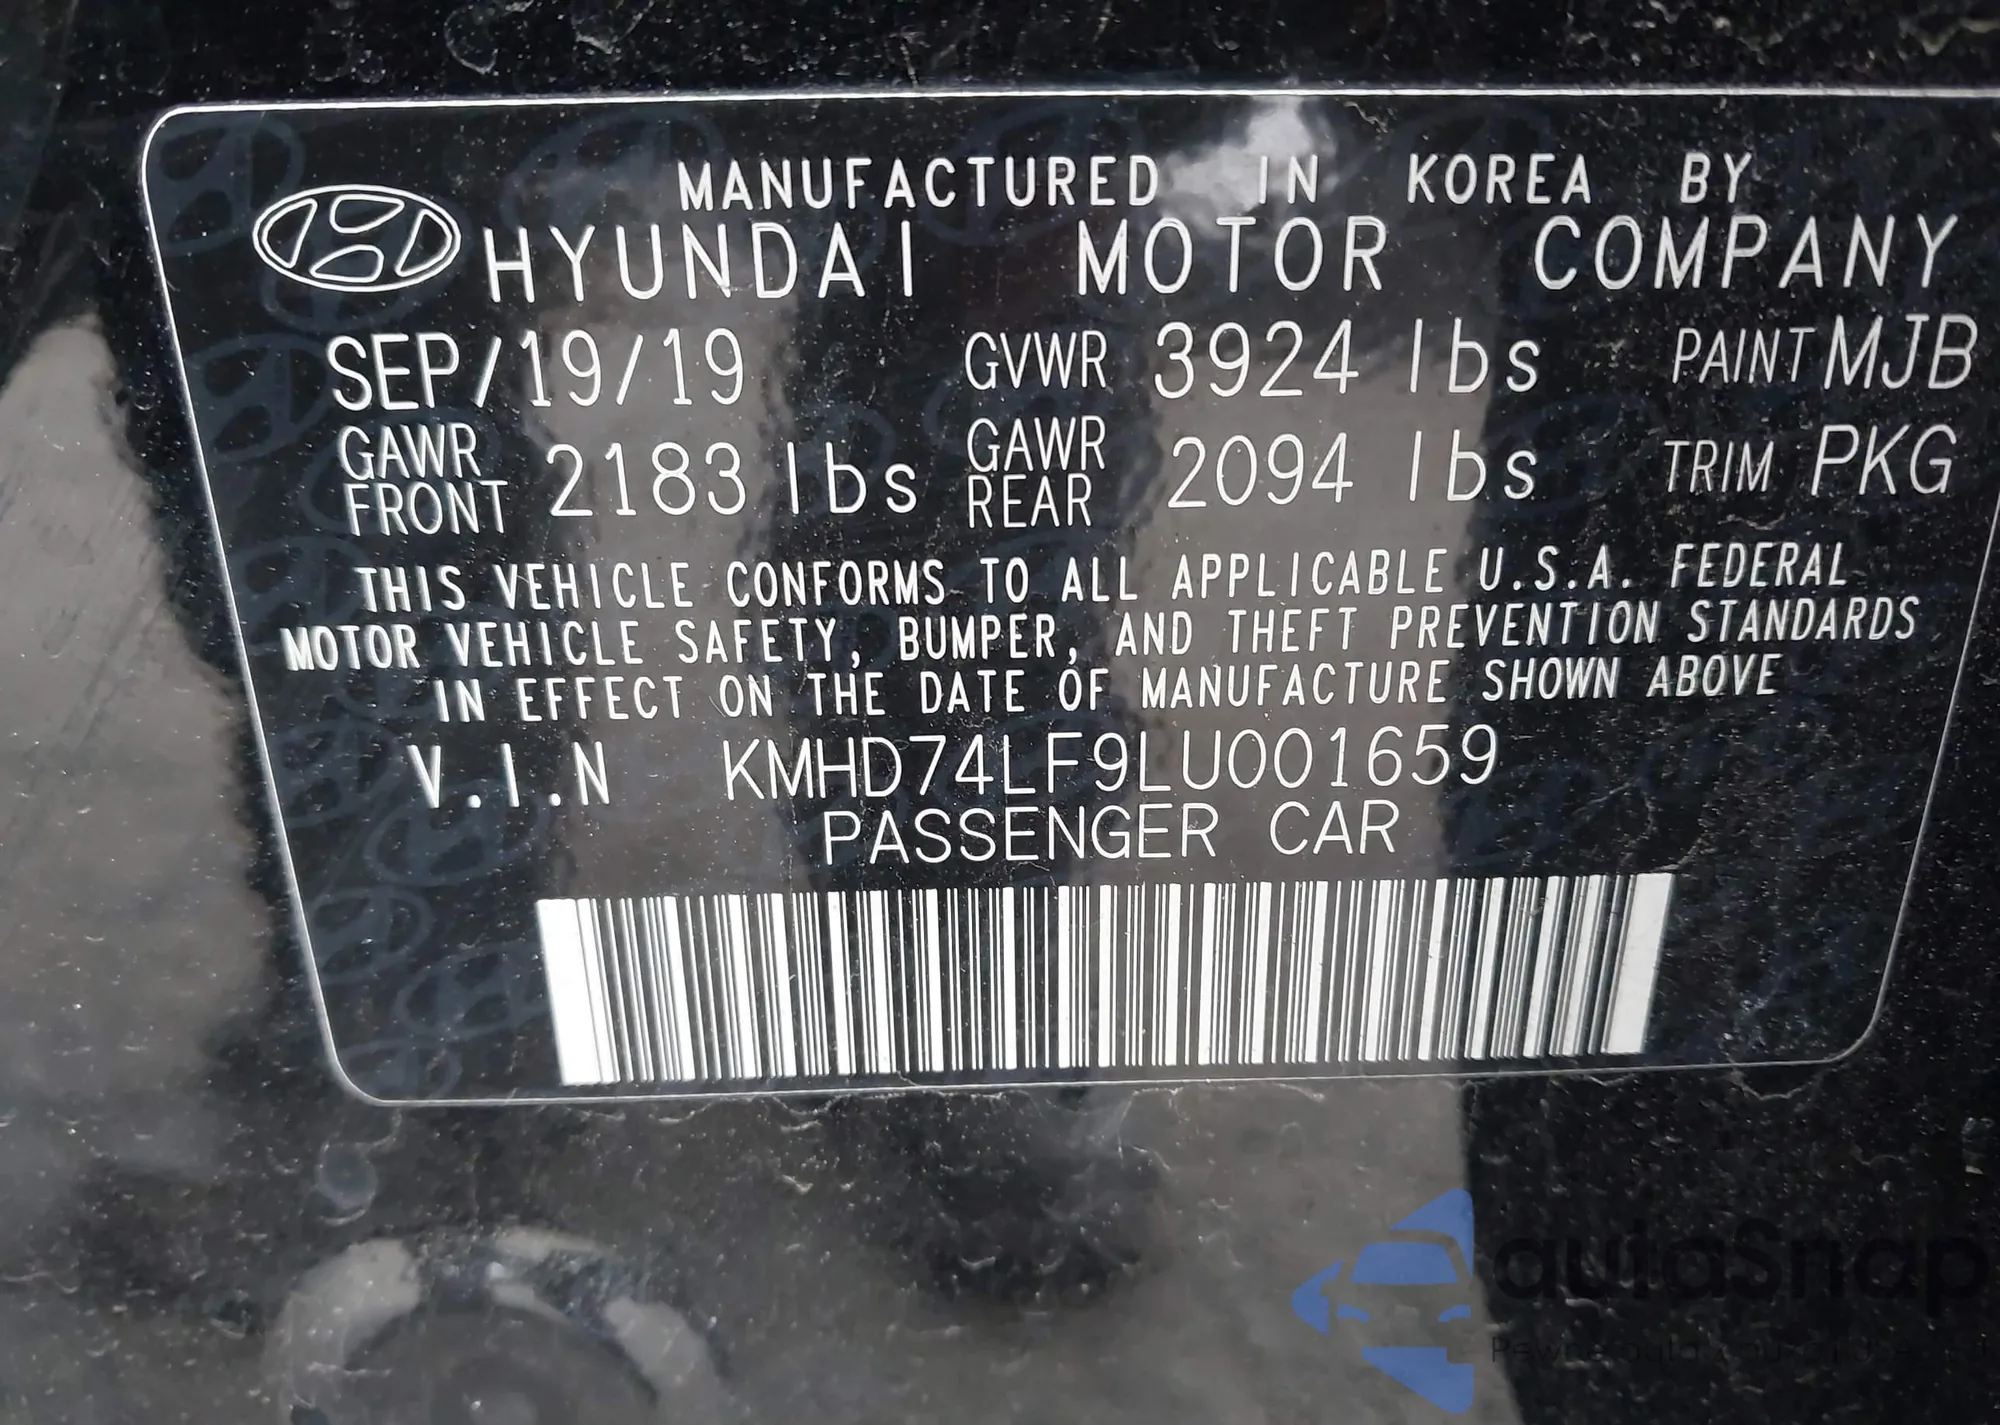 MANUFACTURED IN KOREA BY
HYUNDAI MOTOR COMPANY
SEP/19/19 GVWR 3924 lbs PAINT MJB
GAWR FRONT 2183 lbs GAWR REAR 2094 lbs TRIM PKG
THIS VEHICLE CONFORMS TO ALL APPLICABLE U.S.A. FEDERAL
MOTOR VEHICLE SAFETY, BUMPER, AND THEFT PREVENTION STANDARDS
IN EFFECT ON THE DATE OF MANUFACTURE SHOWN ABOVE
V.I.N KMHD74LF9LU001659
PASSENGER CAR
autoSnap